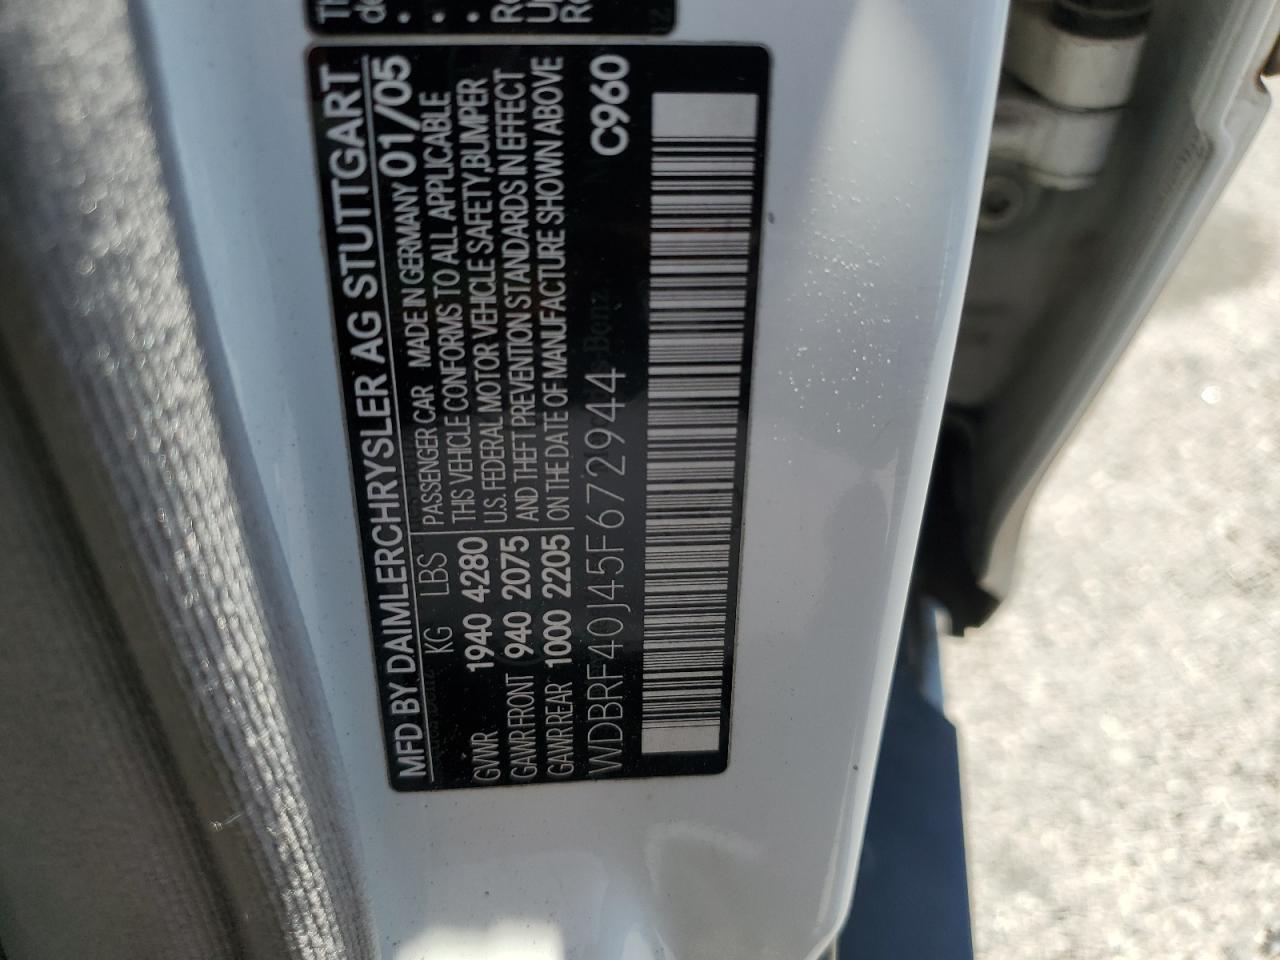 MFD BY DAIMLERCHRYSLER AG STUTTGART
KG LBS PASSENGER CAR MADE IN GERMANY 01/05
GVWR 1940 4280 THIS VEHICLE CONFORMS TO ALL APPLICABLE
U.S. FEDERAL MOTOR VEHICLE SAFETY,BUMPER
GAWR FRONT 940 2075 AND THEFT PREVENTION STANDARDS IN EFFECT
GAWR REAR 1000 2205 ON THE DATE OF MANUFACTURE SHOWN ABOVE
WDBRF40J45F672944 C960